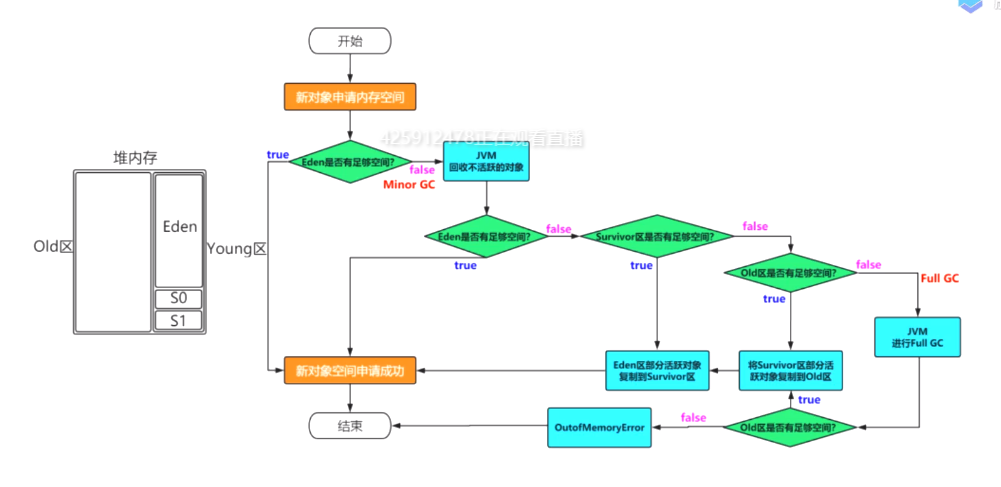 开始
新对象申请内存空间
425912478正在观看直播
true
Eden是否有足够空间?
false
Minor GC
JVM
回收不活跃的对象
堆内存
Old区
Eden
S0
S1
Young区
Eden是否有足够空间?
false
true
Survivor区是否有足够空间?
false
true
Old区是否有足够空间?
false
true
Full GC
JVM
进行Full GC
新对象空间申请成功
Eden区部分活跃对象
复制到Survivor区
将Survivor区部分活
跃对象复制到Old区
true
结束
OutofMemoryError
false
Old区是否有足够空间?